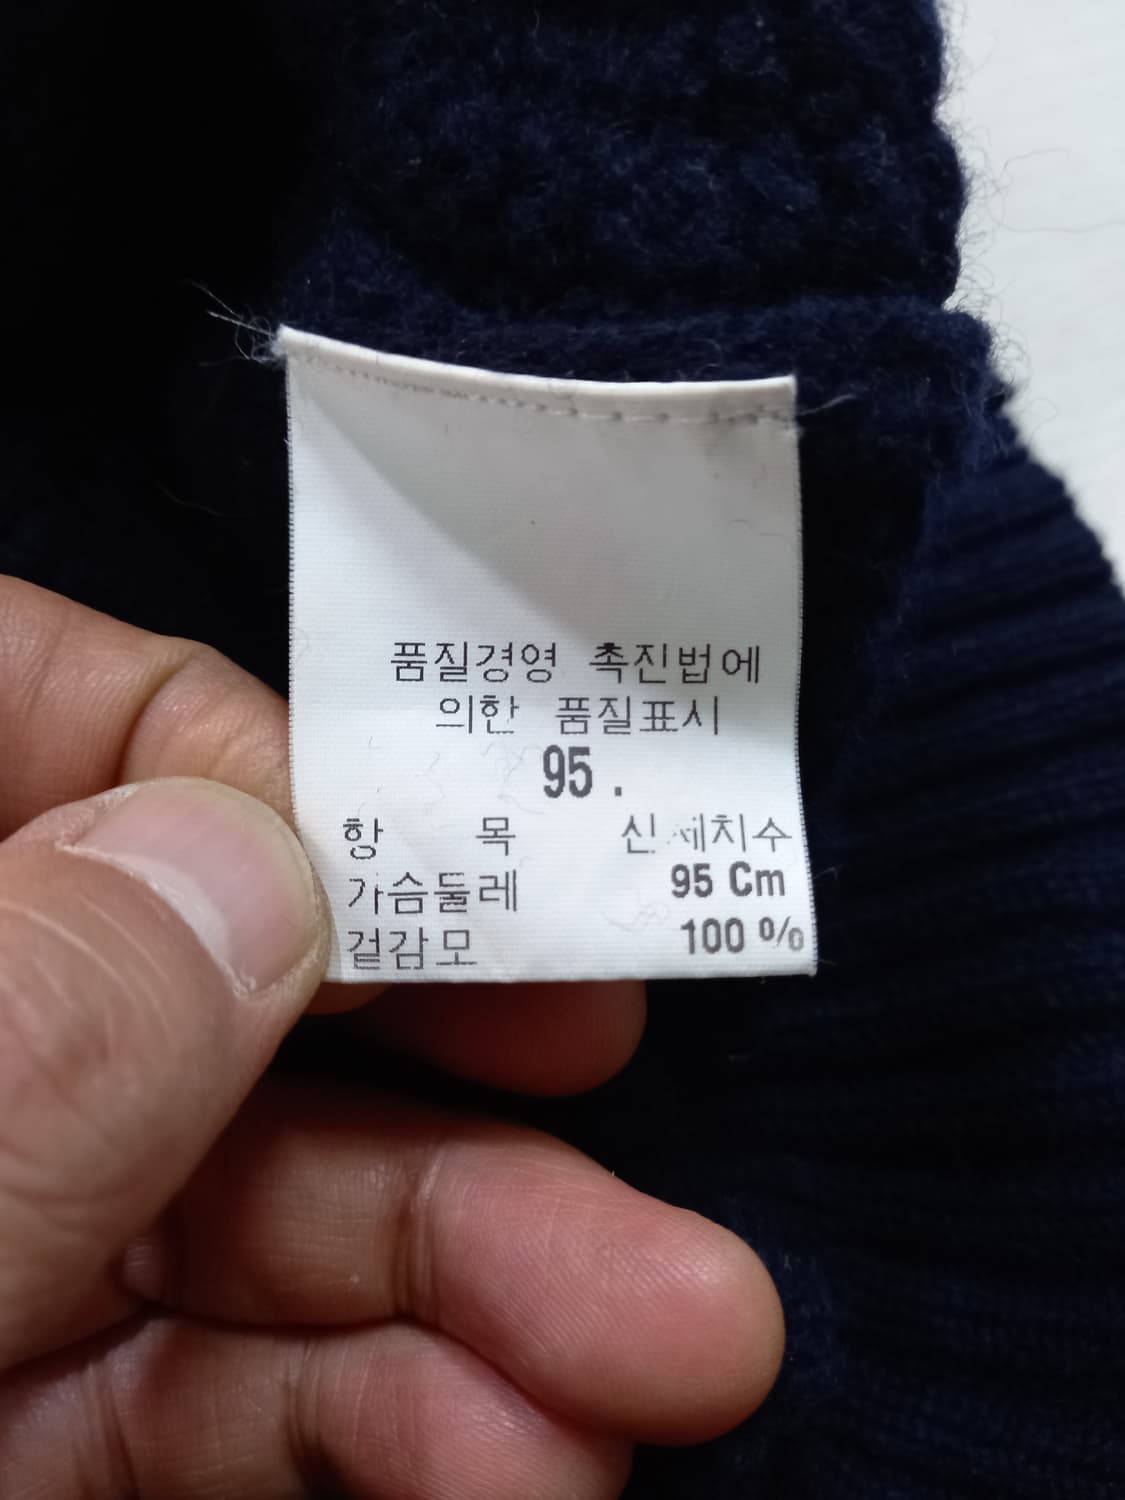 품질경영 촉진법에
의한 품질표시
95 .
항 목 신체치수
가슴둘레 95 Cm
겉감모 100 %